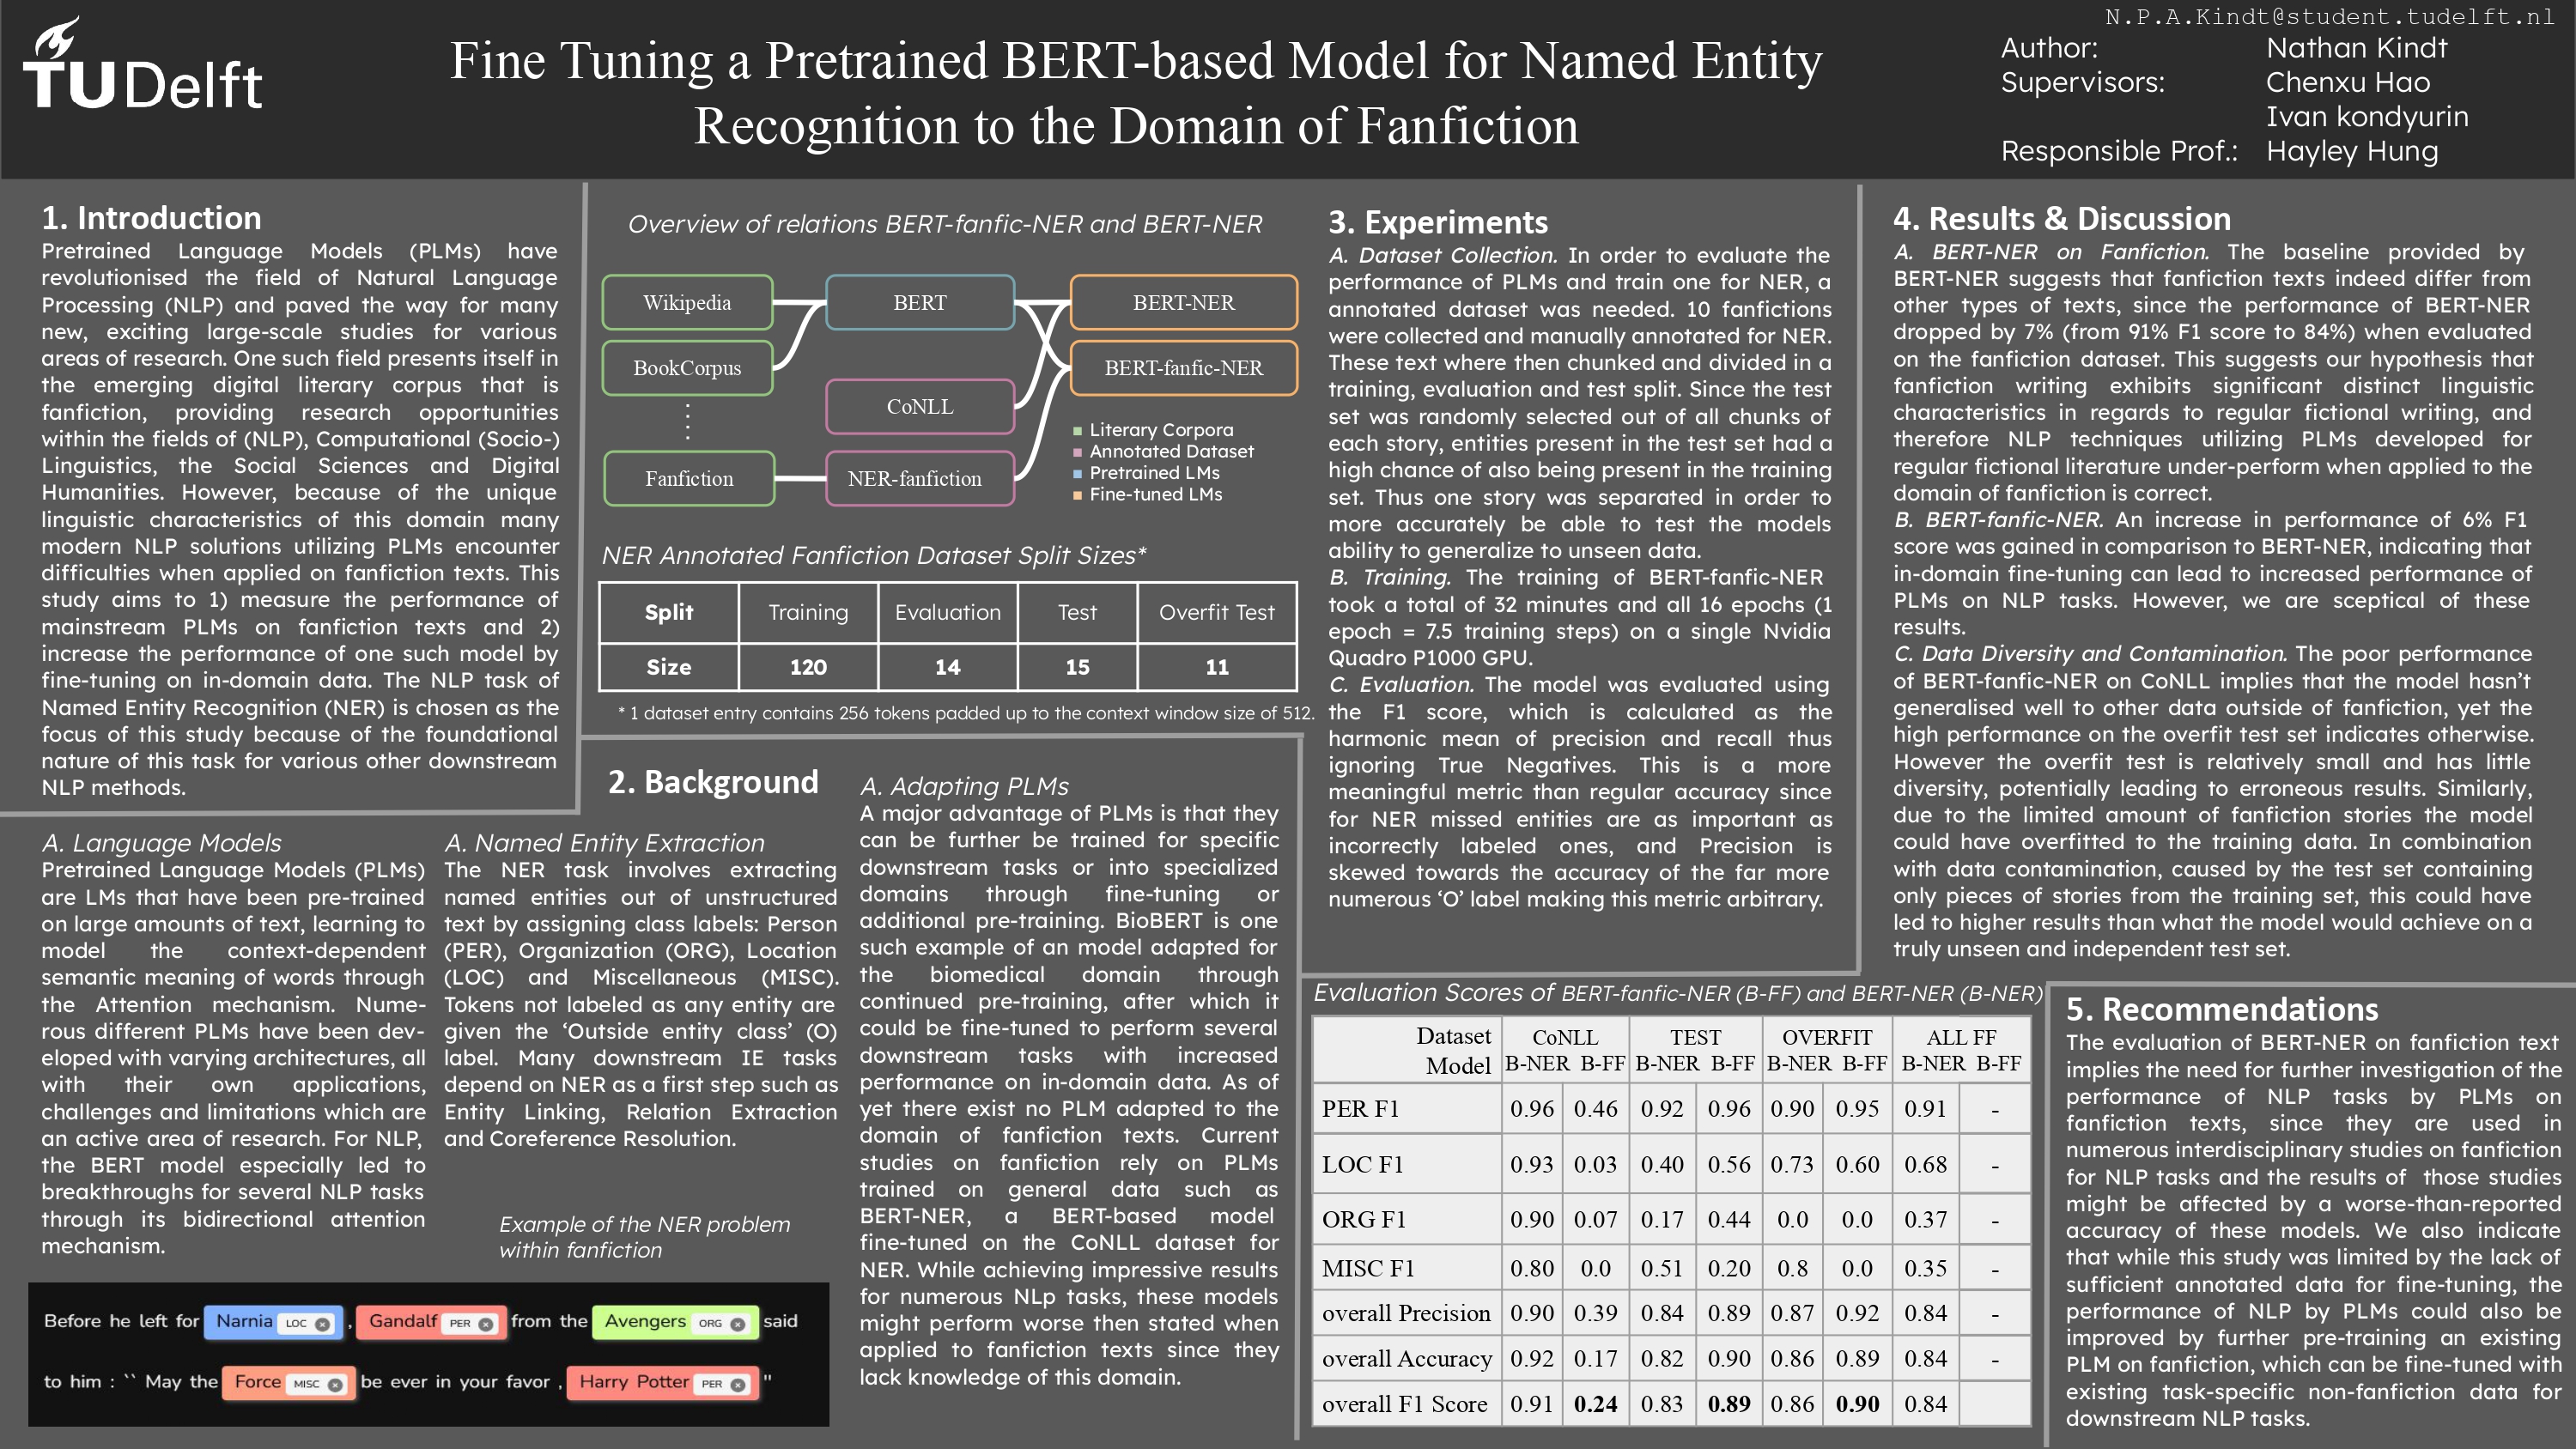 TUDelft
Fine Tuning a Pretrained BERT-based Model for Named Entity
Recognition to the Domain of Fanfiction
N.P.A.Kindt@student.tudelft.nl
Author: Nathan Kindt
Supervisors: Chenxu Hao
Ivan kondyurin
Responsible Prof.: Hayley Hung
1. Introduction
Pretrained Language Models (PLMs) have
revolutionised the field of Natural Language
Processing (NLP) and paved the way for many
new, exciting large-scale studies for various
areas of research. One such field presents itself in
the emerging digital literary corpus that is
fanfiction, providing research opportunities
within the fields of (NLP), Computational (Socio-)
Linguistics, the Social Sciences and Digital
Humanities. However, because of the unique
linguistic characteristics of this domain many
modern NLP solutions utilizing PLMs encounter
difficulties when applied on fanfiction texts. This
study aims to 1) measure the performance of
mainstream PLMs on fanfiction texts and 2)
increase the performance of one such model by
fine-tuning on in-domain data. The NLP task of
Named Entity Recognition (NER) is chosen as the
focus of this study because of the foundational
nature of this task for various other downstream
NLP methods.
Overview of relations BERT-fanfic-NER and BERT-NER
Wikipedia BERT BERT-NER
BookCorpus BERT-fanfic-NER
CoNLL
Fanfiction NER-fanfiction
Literary Corpora
Annotated Dataset
Pretrained LMs
Fine-tuned LMs
NER Annotated Fanfiction Dataset Split Sizes*
Split Training Evaluation Test Overfit Test
Size 120 14 15 11
* 1 dataset entry contains 256 tokens padded up to the context window size of 512.
2. Background
A. Language Models
Pretrained Language Models (PLMs)
are LMs that have been pre-trained
on large amounts of text, learning to
model the context-dependent
semantic meaning of words through
the Attention mechanism. Nume-
rous different PLMs have been dev-
eloped with varying architectures, all
with their own applications,
challenges and limitations which are
an active area of research. For NLP,
the BERT model especially led to
breakthroughs for several NLP tasks
through its bidirectional attention
mechanism.
A. Named Entity Extraction
The NER task involves extracting
named entities out of unstructured
text by assigning class labels: Person
(PER), Organization (ORG), Location
(LOC) and Miscellaneous (MISC).
Tokens not labeled as any entity are
given the ‘Outside entity class’ (O)
label. Many downstream IE tasks
depend on NER as a first step such as
Entity Linking, Relation Extraction
and Coreference Resolution.
Example of the NER problem
within fanfiction
Before he left for Narnia LOC , Gandalf PER from the Avengers ORG said
to him : `` May the Force MISC be ever in your favor , Harry Potter PER "
A. Adapting PLMs
A major advantage of PLMs is that they
can be further be trained for specific
downstream tasks or into specialized
domains through fine-tuning or
additional pre-training. BioBERT is one
such example of an model adapted for
the biomedical domain through
continued pre-training, after which it
could be fine-tuned to perform several
downstream tasks with increased
performance on in-domain data. As of
yet there exist no PLM adapted to the
domain of fanfiction texts. Current
studies on fanfiction rely on PLMs
trained on general data such as
BERT-NER, a BERT-based model
fine-tuned on the CoNLL dataset for
NER. While achieving impressive results
for numerous NLp tasks, these models
might perform worse then stated when
applied to fanfiction texts since they
lack knowledge of this domain.
3. Experiments
A. Dataset Collection. In order to evaluate the
performance of PLMs and train one for NER, a
annotated dataset was needed. 10 fanfictions
were collected and manually annotated for NER.
These text where then chunked and divided in a
training, evaluation and test split. Since the test
set was randomly selected out of all chunks of
each story, entities present in the test set had a
high chance of also being present in the training
set. Thus one story was separated in order to
more accurately be able to test the models
ability to generalize to unseen data.
B. Training. The training of BERT-fanfic-NER
took a total of 32 minutes and all 16 epochs (1
epoch = 7.5 training steps) on a single Nvidia
Quadro P1000 GPU.
C. Evaluation. The model was evaluated using
the F1 score, which is calculated as the
harmonic mean of precision and recall thus
ignoring True Negatives. This is a more
meaningful metric than regular accuracy since
for NER missed entities are as important as
incorrectly labeled ones, and Precision is
skewed towards the accuracy of the far more
numerous ‘O’ label making this metric arbitrary.
Evaluation Scores of BERT-fanfic-NER (B-FF) and BERT-NER (B-NER)
Dataset CoNLL TEST OVERFIT ALL FF
Model B-NER B-FF B-NER B-FF B-NER B-FF B-NER B-FF
PER F1 0.96 0.46 0.92 0.96 0.90 0.95 0.91 -
LOC F1 0.93 0.03 0.40 0.56 0.73 0.60 0.68 -
ORG F1 0.90 0.07 0.17 0.44 0.0 0.0 0.37 -
MISC F1 0.80 0.0 0.51 0.20 0.8 0.0 0.35 -
overall Precision 0.90 0.39 0.84 0.89 0.87 0.92 0.84 -
overall Accuracy 0.92 0.17 0.82 0.90 0.86 0.89 0.84 -
overall F1 Score 0.91 0.24 0.83 0.89 0.86 0.90 0.84
4. Results & Discussion
A. BERT-NER on Fanfiction. The baseline provided by
BERT-NER suggests that fanfiction texts indeed differ from
other types of texts, since the performance of BERT-NER
dropped by 7% (from 91% F1 score to 84%) when evaluated
on the fanfiction dataset. This suggests our hypothesis that
fanfiction writing exhibits significant distinct linguistic
characteristics in regards to regular fictional writing, and
therefore NLP techniques utilizing PLMs developed for
regular fictional literature under-perform when applied to the
domain of fanfiction is correct.
B. BERT-fanfic-NER. An increase in performance of 6% F1
score was gained in comparison to BERT-NER, indicating that
in-domain fine-tuning can lead to increased performance of
PLMs on NLP tasks. However, we are sceptical of these
results.
C. Data Diversity and Contamination. The poor performance
of BERT-fanfic-NER on CoNLL implies that the model hasn’t
generalised well to other data outside of fanfiction, yet the
high performance on the overfit test set indicates otherwise.
However the overfit test is relatively small and has little
diversity, potentially leading to erroneous results. Similarly,
due to the limited amount of fanfiction stories the model
could have overfitted to the training data. In combination
with data contamination, caused by the test set containing
only pieces of stories from the training set, this could have
led to higher results than what the model would achieve on a
truly unseen and independent test set.
5. Recommendations
The evaluation of BERT-NER on fanfiction text
implies the need for further investigation of the
performance of NLP tasks by PLMs on
fanfiction texts, since they are used in
numerous interdisciplinary studies on fanfiction
for NLP tasks and the results of those studies
might be affected by a worse-than-reported
accuracy of these models. We also indicate
that while this study was limited by the lack of
sufficient annotated data for fine-tuning, the
performance of NLP by PLMs could also be
improved by further pre-training an existing
PLM on fanfiction, which can be fine-tuned with
existing task-specific non-fanfiction data for
downstream NLP tasks.